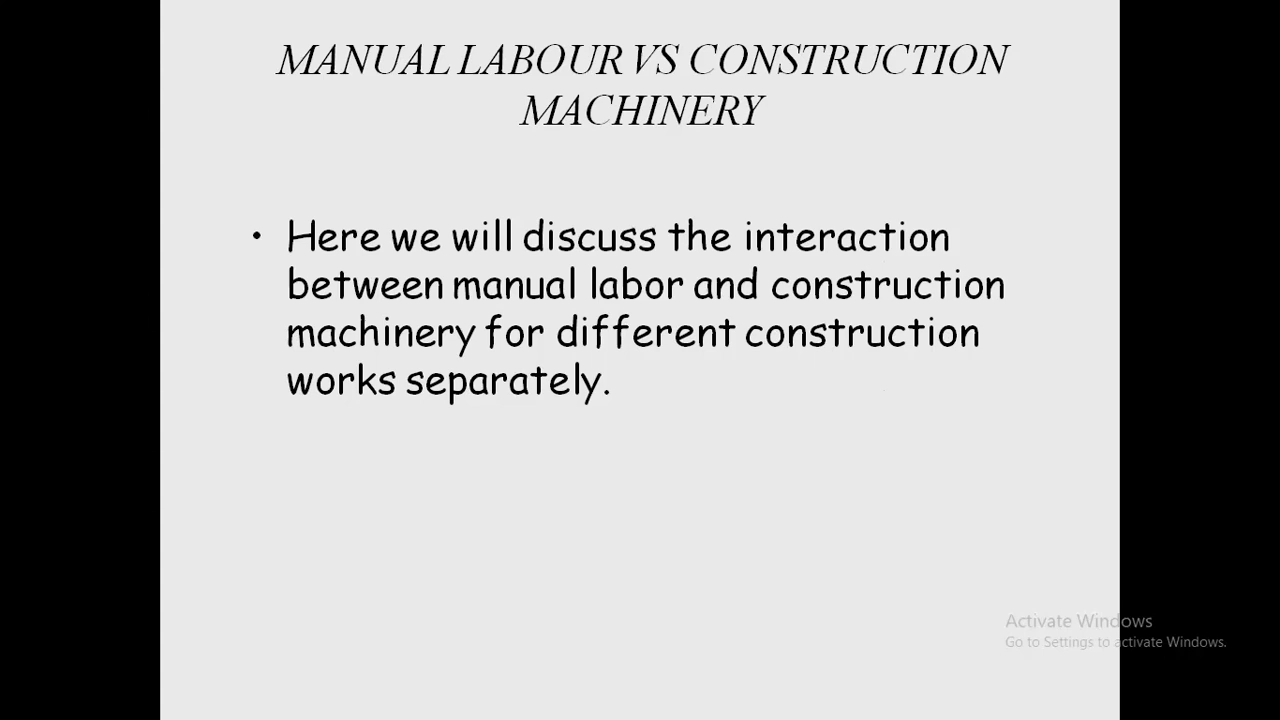 MANUAL LABOUR VS CONSTRUCTION
MACHINERY
• Here we will discuss the interaction
between manual labor and construction
machinery for different construction
works separately.
Activate Windows
Go to Settings to activate Windows.